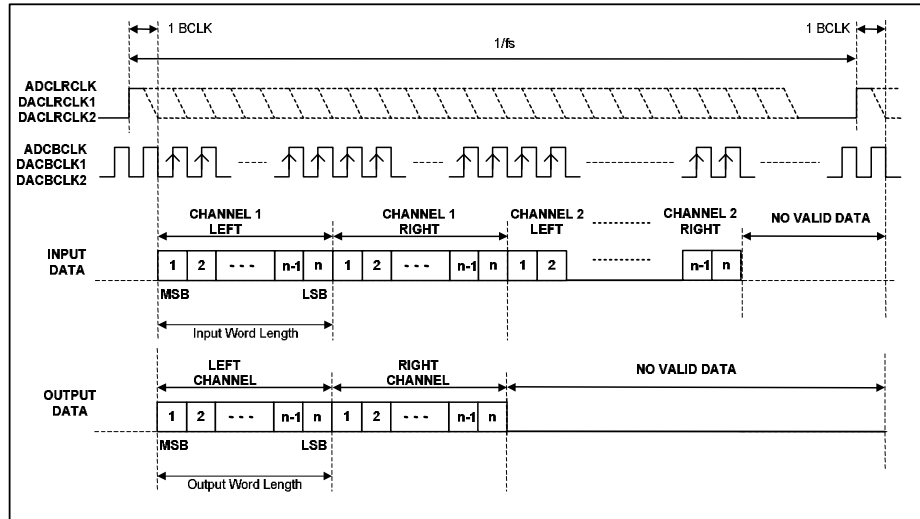 1 BCLK
1 BCLK
1/fs
ADCLRCLK
DACLRCLK1
DACLRCLK2
ADCBCLK
DACBCLK1
DACBCLK2
CHANNEL 1
LEFT
CHANNEL 1
RIGHT
CHANNEL 2
LEFT
CHANNEL 2
RIGHT
NO VALID DATA
INPUT
DATA
1 2 - - - n-1 n 1 2 - - - n-1 n 1 2 n-1 n
MSB LSB
Input Word Length
LEFT
CHANNEL
RIGHT
CHANNEL
NO VALID DATA
OUTPUT
DATA
1 2 - - - n-1 n 1 2 - - - n-1 n
MSB LSB
Output Word Length